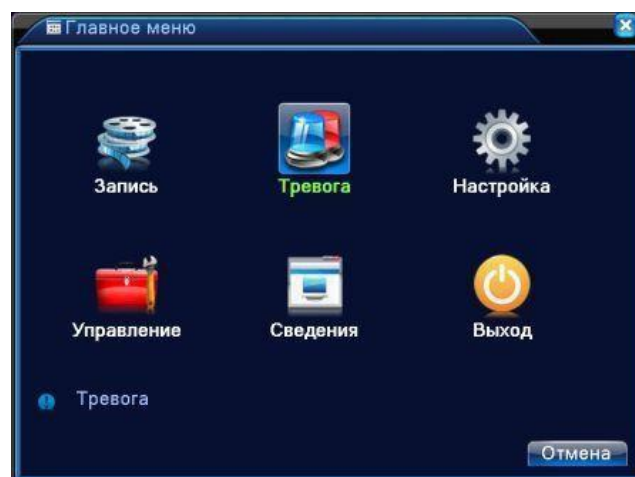 Главное меню
Запись
Тревога
Настройка
Управление
Сведения
Выход
Тревога
Отмена